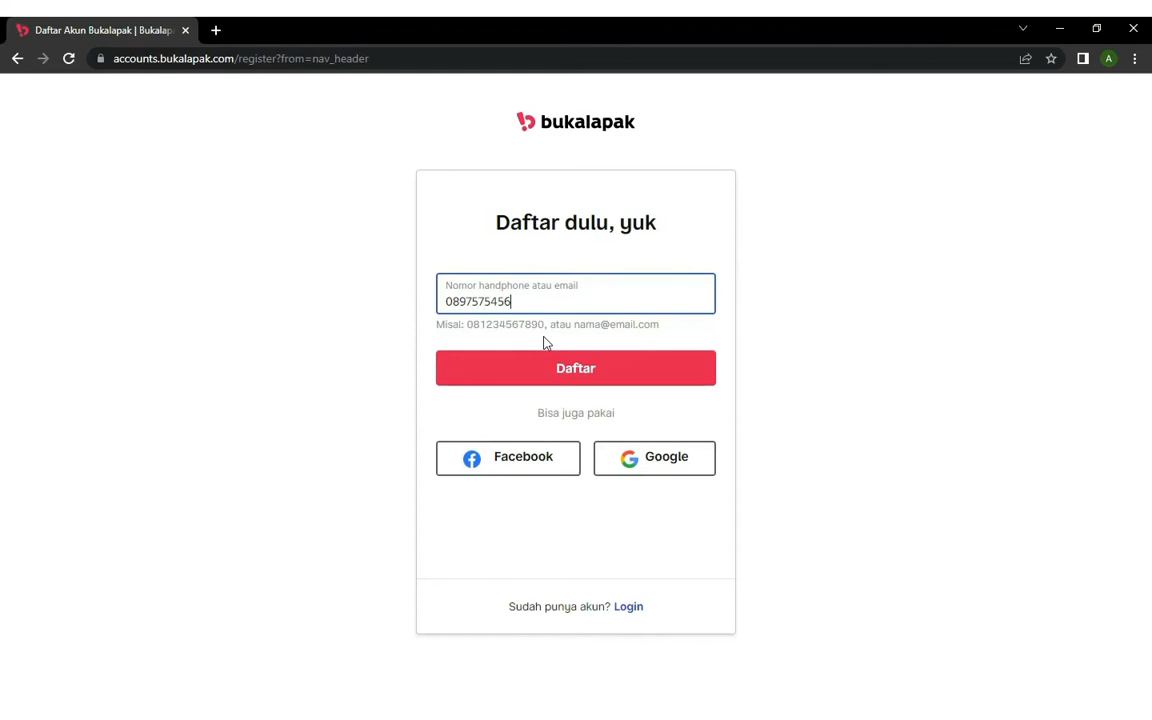 Daftar Akun Bukalapak | Bukalap
accounts.bukalapak.com/register?from=nav_header
A
bukalapak
Daftar dulu, yuk
Nomor handphone atau email
0897575456
Misal: 081234567890, atau nama@email.com
Daftar
Bisa juga pakai
Facebook
Google
Sudah punya akun? Login